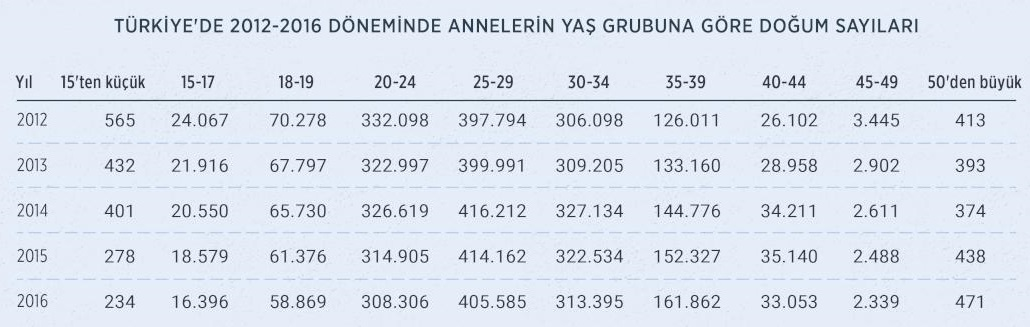 TÜRKİYE'DE 2012-2016 DÖNEMİNDE ANNELERİN YAŞ GRUBUNA GÖRE DOĞUM SAYILARI
Yıl 15'ten küçük 15-17 18-19 20-24 25-29 30-34 35-39 40-44 45-49 50'den büyük
2012 565 24.067 70.278 332.098 397.794 306.098 126.011 26.102 3.445 413
2013 432 21.916 67.797 322.997 399.991 309.205 133.160 28.958 2.902 393
2014 401 20.550 65.730 326.619 416.212 327.134 144.776 34.211 2.611 374
2015 278 18.579 61.376 314.905 414.162 322.534 152.327 35.140 2.488 438
2016 234 16.396 58.869 308.306 405.585 313.395 161.862 33.053 2.339 471